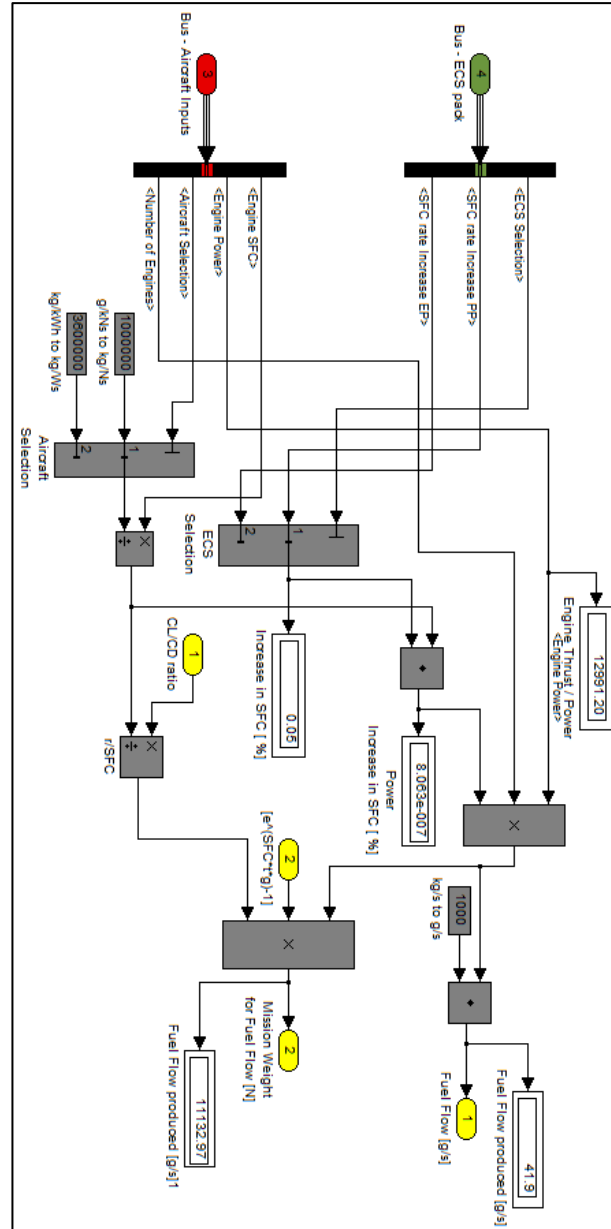 4
Bus - ECS pack
<ECS Selection>
<SFC rate Increase PP>
<SFC rate Increase EP>
3
Bus - Aircraft Inputs
<Engine SFC>
<Engine Power>
<Aircraft Selection>
<Number of Engines>
1000000
g/kNs to kg/Ns
3600000
kg/kWh to kg/Ws
1
2
Aircraft
Selection
1
2
ECS
Selection
×
÷
12991.20
Engine Thrust / Power
<Engine Power>
0.05
Increase in SFC [ %]
8.063e-007
Power
Increase in SFC [ %]
1
CL/CD ratio
×
÷
r/SFC
×
1000
kg/s to g/s
41.9
Fuel Flow produced [g/s]
1
Fuel Flow [g/s]
2
[e^(SFC*t*g)-1]
×
2
Mission Weight
for Fuel Flow [N]
11132.97
Fuel Flow produced [g/s]1